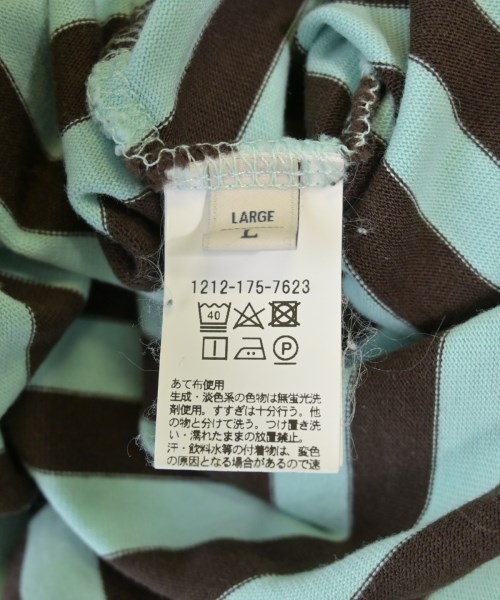 LARGE
L
1212-175-7623
40
P
あて布使用
生成・淡色系の色物は無蛍光洗
剤使用。すすぎは十分行う。他
の物と分けて洗う。つけ置き洗
い・濡れたままの放置禁止。
汗・飲料水等の付着物は、変色
の原因となる場合があるので速